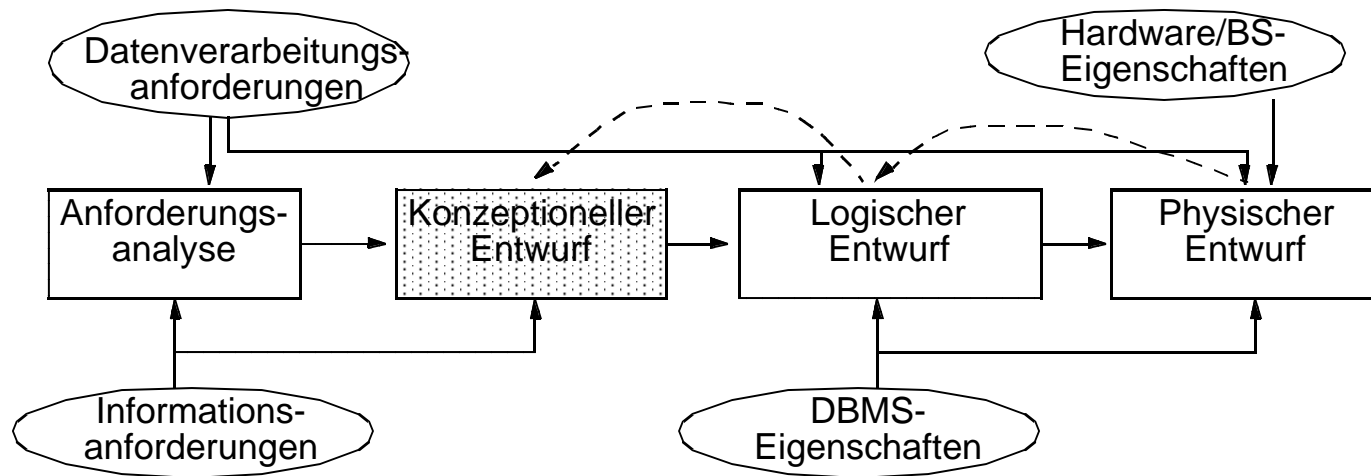 Datenverarbeitungs-
anforderungen
Hardware/BS-
Eigenschaften
Anforderungs-
analyse
Konzeptioneller
Entwurf
Logischer
Entwurf
Physischer
Entwurf
Informations-
anforderungen
DBMS-
Eigenschaften